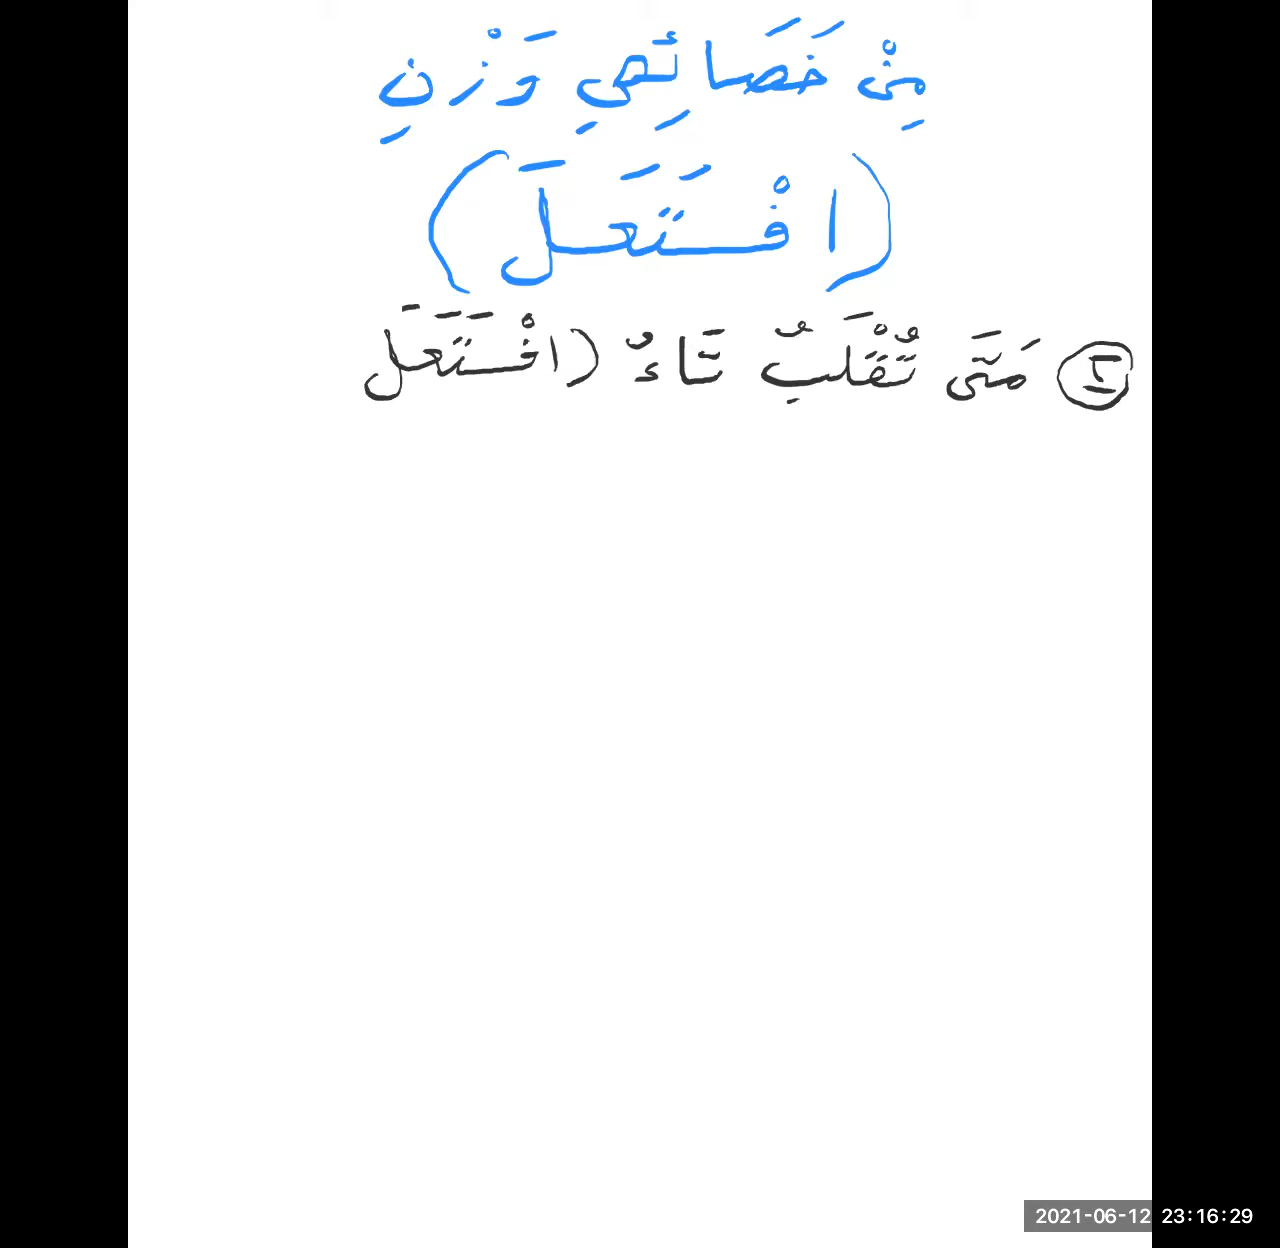 مِنْ خَصَائِصِ وَزْنِ
(افْتَعَلَ)
٢ مَتَى تُقْلَبُ تَاءُ (افْتَعَلَ
2021-06-12 23:16:29